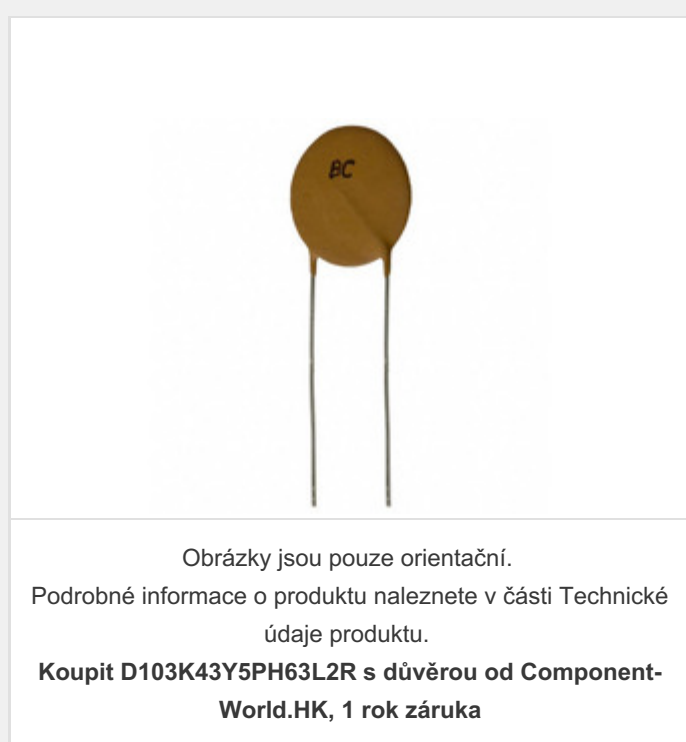 BC
Obrázky jsou pouze orientační.
Podrobné informace o produktu naleznete v části Technické
údaje produktu.
Koupit D103K43Y5PH63L2R s důvěrou od Component-
World.HK, 1 rok záruka